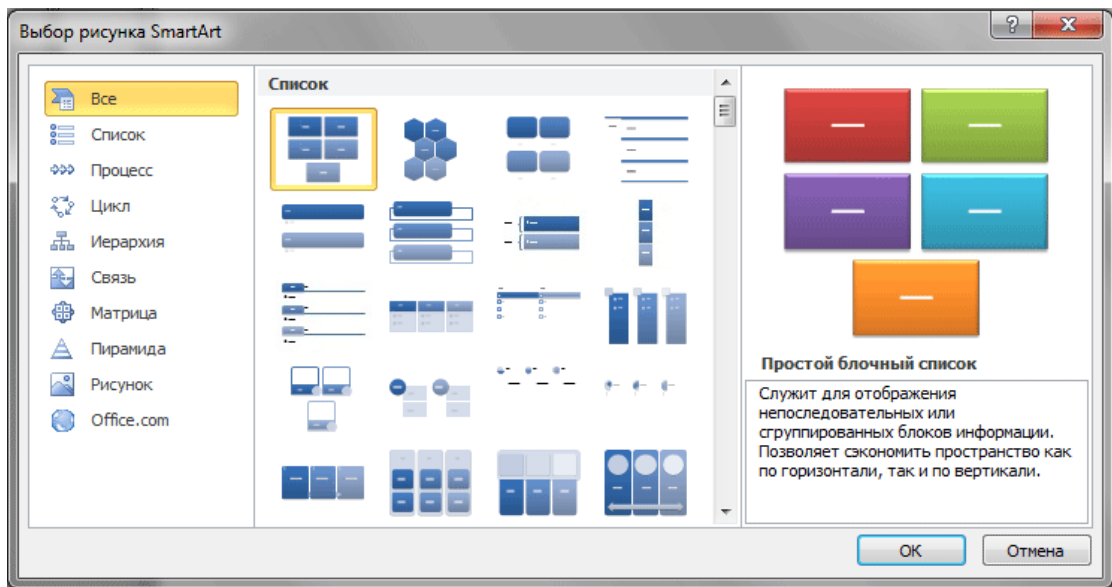 Выбор рисунка SmartArt
Все
Список
Процесс
Цикл
Иерархия
Связь
Матрица
Пирамида
Рисунок
Office.com
Список
Простой блочный список
Служит для отображения
непоследовательных или
сгруппированных блоков информации.
Позволяет сэкономить пространство как
по горизонтали, так и по вертикали.
ОК
Отмена